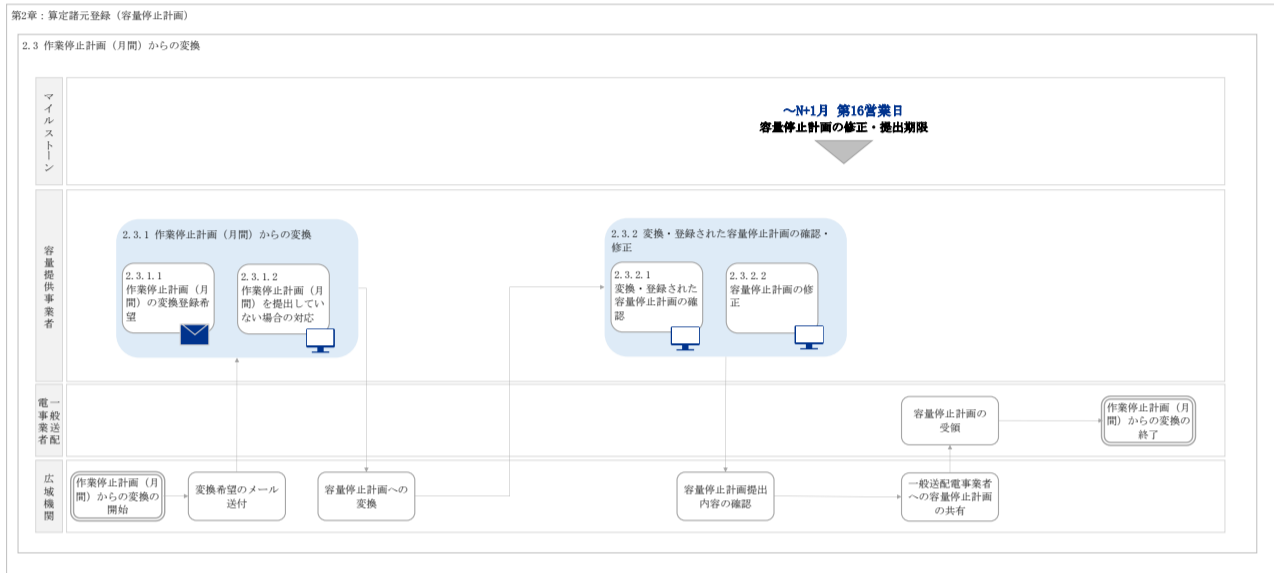 第2章：算定諸元登録（容量停止計画）
2.3 作業停止計画（月間）からの変換
マイルストーン
～N+1月 第16営業日
容量停止計画の修正・提出期限
容量提供事業者
2.3.1 作業停止計画（月間）からの変換
2.3.1.1
作業停止計画（月
間）の変換登録希
望
2.3.1.2
作業停止計画（月
間）を提出してい
ない場合の対応
2.3.2 変換・登録された容量停止計画の確認・
修正
2.3.2.1
変換・登録された
容量停止計画の確
認
2.3.2.2
容量停止計画の修
正
一般送配
電事業者
容量停止計画の
受領
作業停止計画（月
間）からの変換の
終了
広域機関
作業停止計画（月
間）からの変換の
開始
変換希望のメール
送付
容量停止計画への
変換
容量停止計画提出
内容の確認
一般送配電事業者
への容量停止計画
の共有